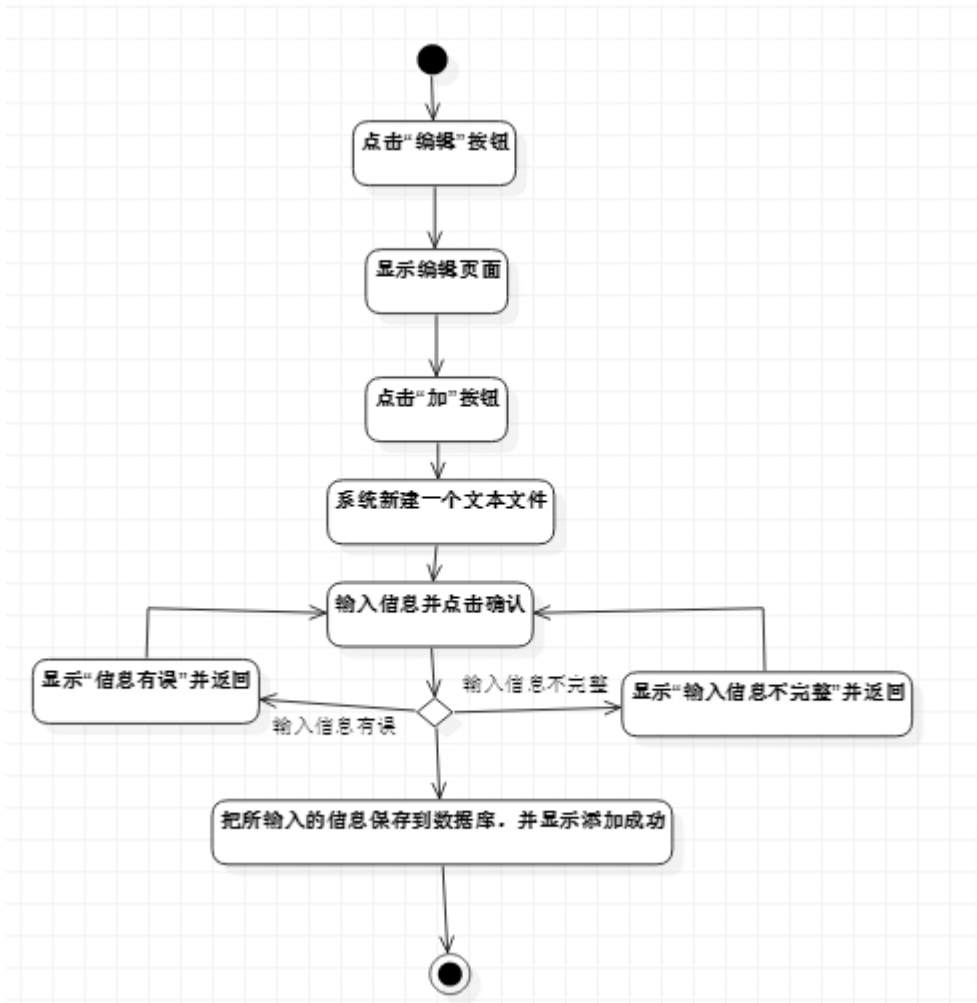 点击“编辑”按钮
显示编辑页面
点击“加”按钮
系统新建一个文本文件
输入信息并点击确认
显示“信息有误”并返回
输入信息不完整
显示“输入信息不完整”并返回
输入信息有误
把所输入的信息保存到数据库．并显示添加成功